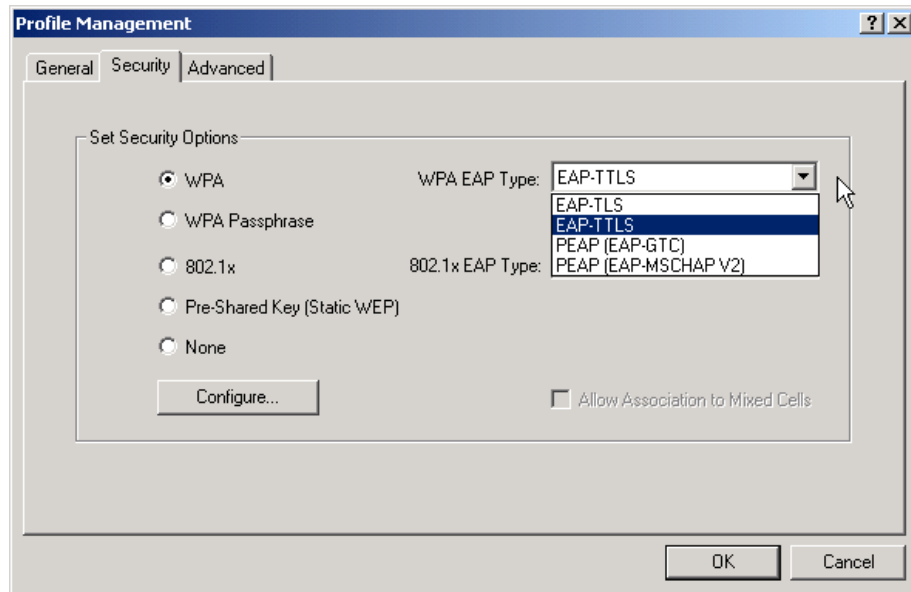 Profile Management
General Security Advanced
Set Security Options
WPA WPA EAP Type: EAP-TTLS
EAP-TLS
WPA Passphrase EAP-TTLS
PEAP (EAP-GTC)
802.1x 802.1x EAP Type: PEAP (EAP-MSCHAP V2)
Pre-Shared Key (Static WEP)
None
Configure... Allow Association to Mixed Cells
OK Cancel